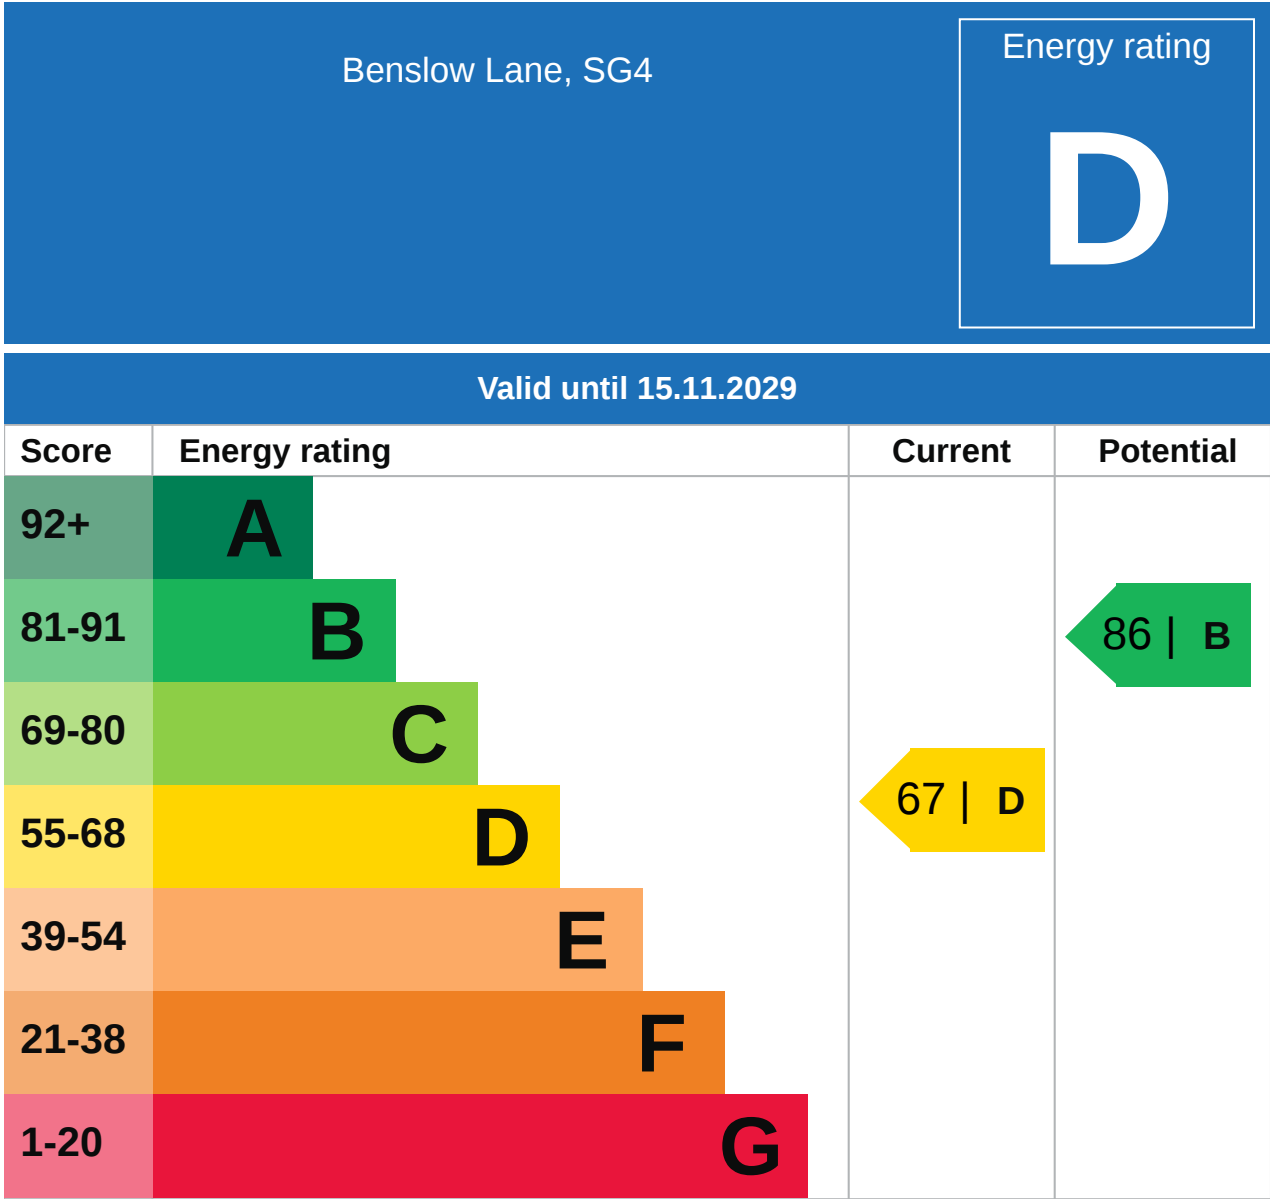 Benslow Lane, SG4
Energy rating
D
Valid until 15.11.2029
Score Energy rating Current Potential
92+ A
81-91 B 86 | B
69-80 C
67 | D
55-68 D
39-54 E
21-38 F
1-20 G